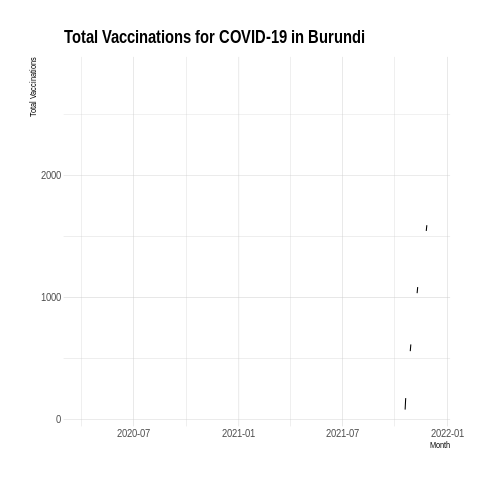 Total Vaccinations for COVID-19 in Burundi
Total Vaccinations
2000
1000
0
2020-07 2021-01 2021-07 2022-01
Month